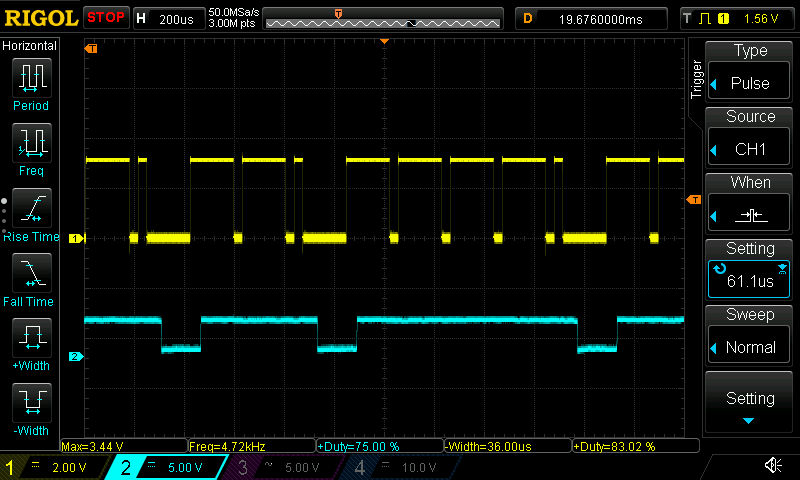 RIGOL STOP H 200us 50.0MSa/s 3.00M pts T D 19.6760000ms T 1 1.56 V
Horizontal
Period
Freq
Rise Time
Fall Time
+Width
-Width
T
1
2
T
Trigger
Type
Pulse
Source
CH1
When
Setting
61.1us
Sweep
Normal
Setting
Max=3.44 V Freq=4.72kHz +Duty=75.00 % -Width=36.00us +Duty=83.02 %
1 2.00 V 2 5.00 V 3 5.00 V 4 10.0 V